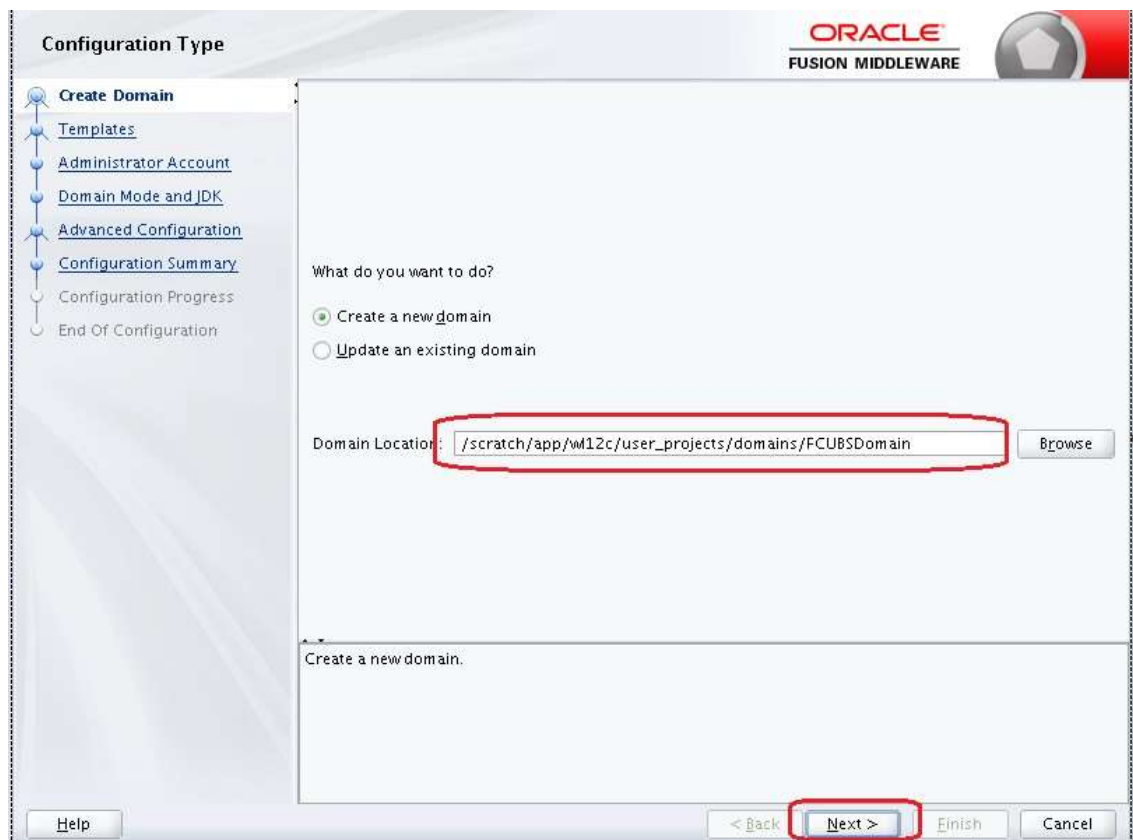 Configuration Type
ORACLE
FUSION MIDDLEWARE
Create Domain
Templates
Administrator Account
Domain Mode and JDK
Advanced Configuration
Configuration Summary
Configuration Progress
End Of Configuration
What do you want to do?
Create a new domain
Update an existing domain
Domain Location: /scratch/app/wl12c/user_projects/domains/FCUBSDomain Browse
Create a new domain.
Help < Back Next > Finish Cancel